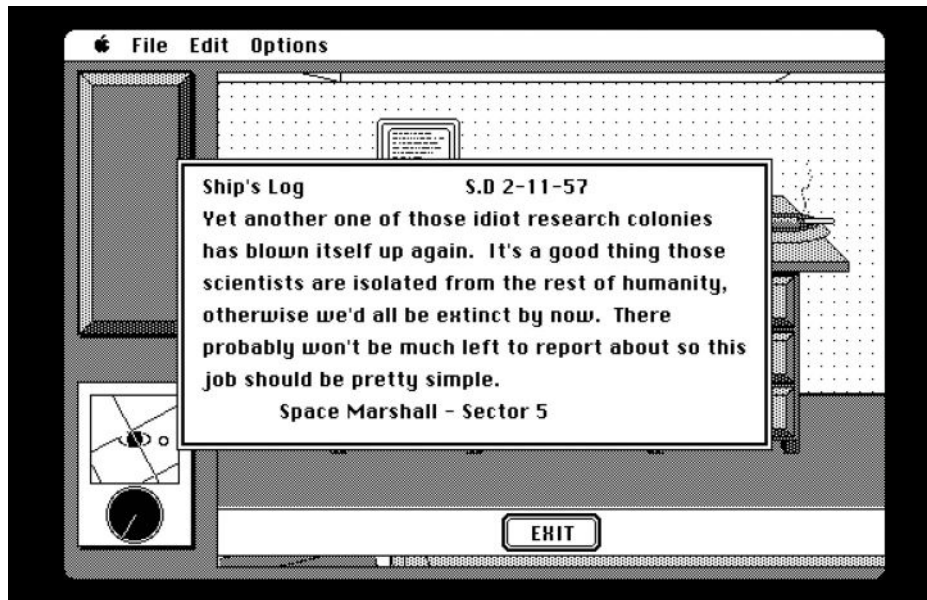 File Edit Options
Ship's Log S.D 2-11-57
Yet another one of those idiot research colonies
has blown itself up again. It's a good thing those
scientists are isolated from the rest of humanity,
otherwise we'd all be extinct by now. There
probably won't be much left to report about so this
job should be pretty simple.
Space Marshall - Sector 5
EXIT